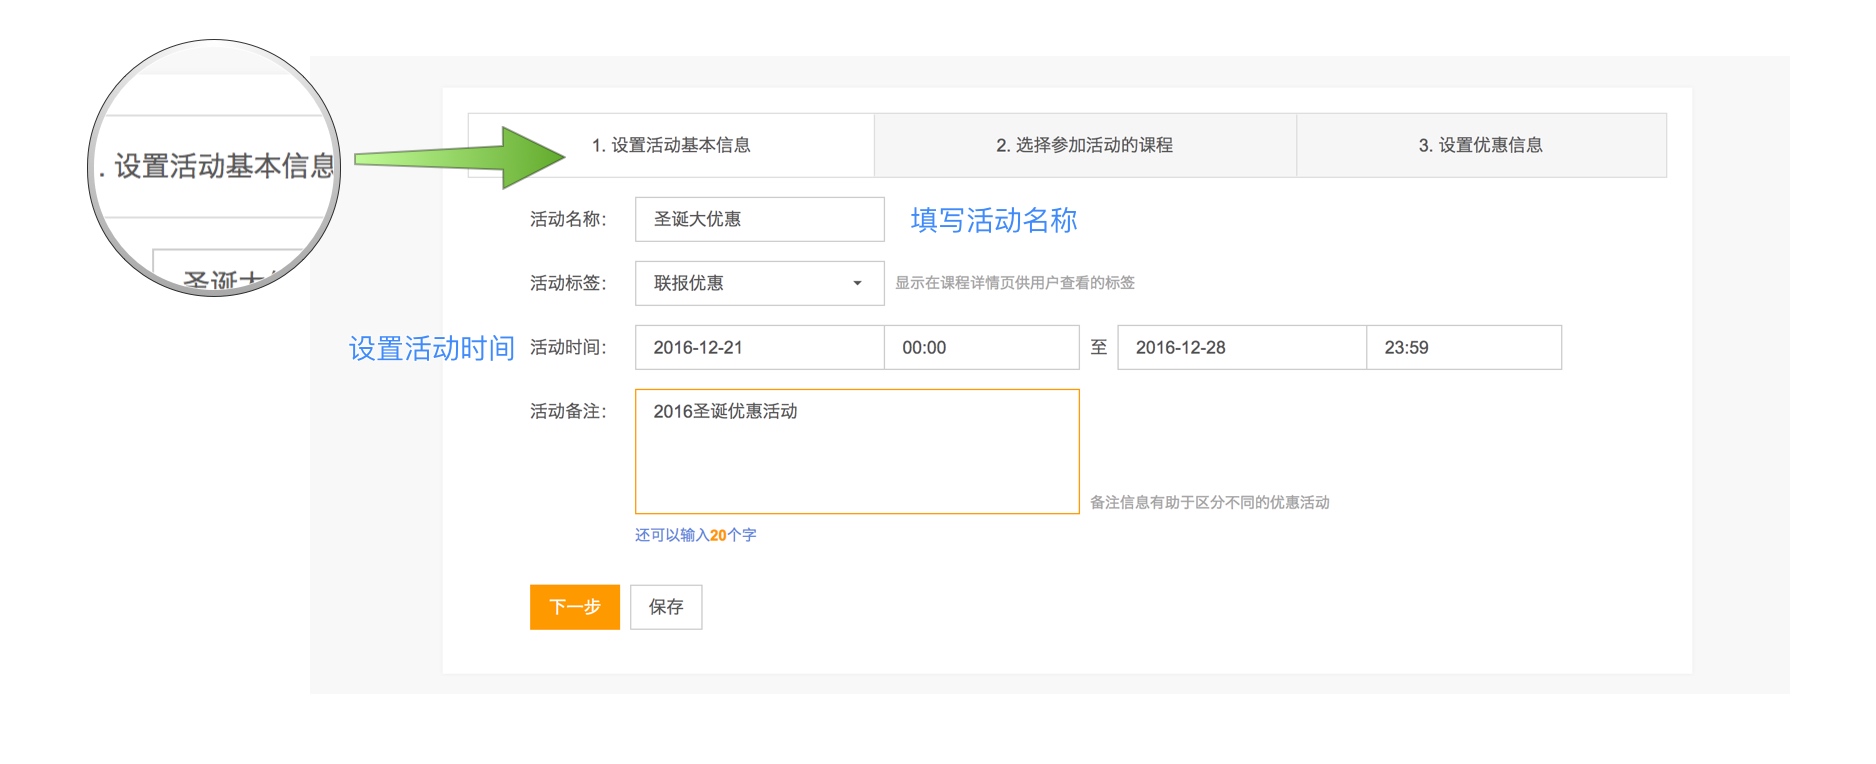 . 设置活动基本信息
圣诞大
1. 设置活动基本信息
2. 选择参加活动的课程
3. 设置优惠信息
活动名称： 圣诞大优惠 填写活动名称
活动标签： 联报优惠 显示在课程详情页供用户查看的标签
设置活动时间 活动时间： 2016-12-21 00:00 至 2016-12-28 23:59
活动备注： 2016圣诞优惠活动
备注信息有助于区分不同的优惠活动
还可以输入20个字
下一步 保存